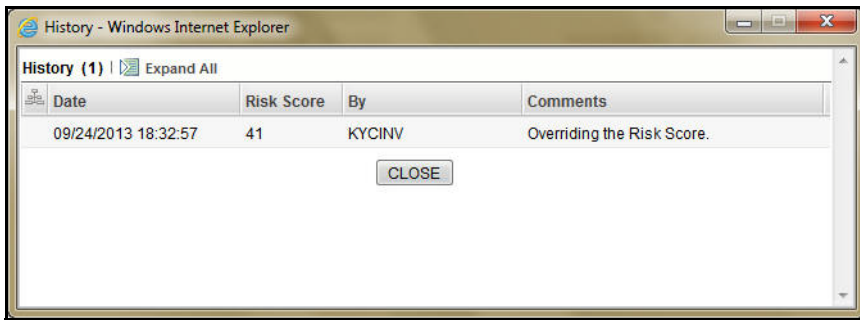 History - Windows Internet Explorer
History (1) | Expand All
Date Risk Score By Comments
09/24/2013 18:32:57 41 KYCINV Overriding the Risk Score.
CLOSE